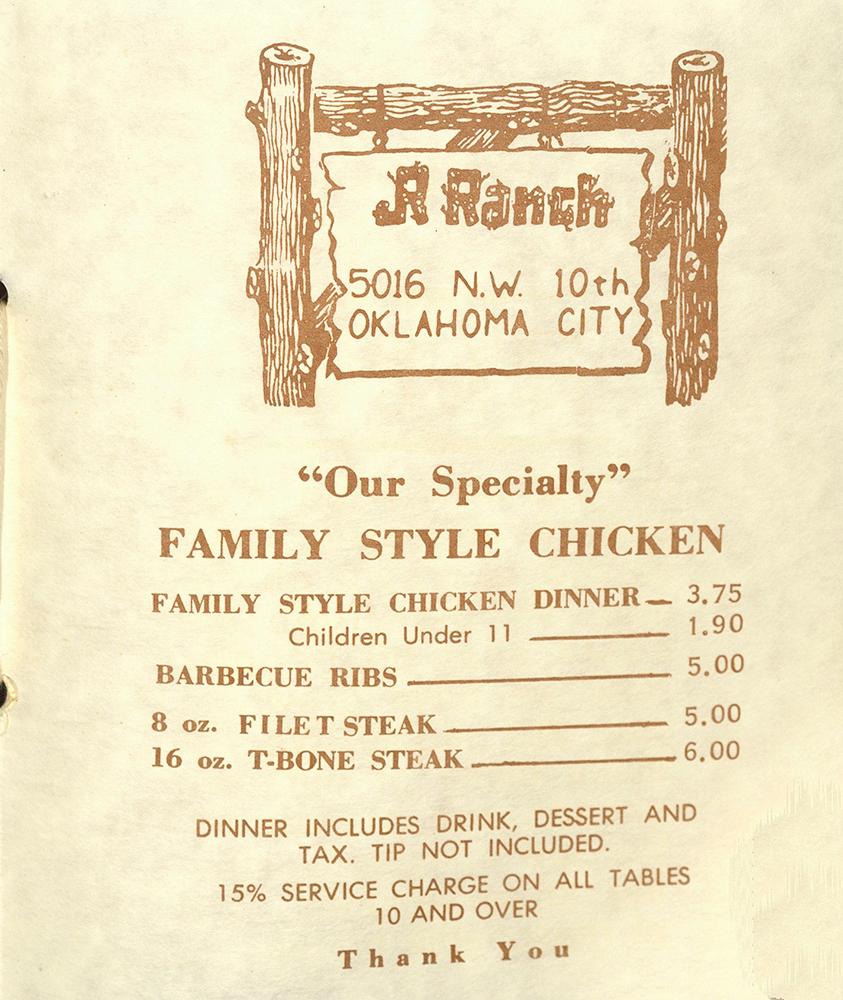 JR Ranch
5016 N.W. 10th
OKLAHOMA CITY
“Our Specialty”
FAMILY STYLE CHICKEN
FAMILY STYLE CHICKEN DINNER 3.75
Children Under 11 1.90
BARBECUE RIBS 5.00
8 oz. FILET STEAK 5.00
16 oz. T-BONE STEAK 6.00
DINNER INCLUDES DRINK, DESSERT AND
TAX. TIP NOT INCLUDED.
15% SERVICE CHARGE ON ALL TABLES
10 AND OVER
Thank You